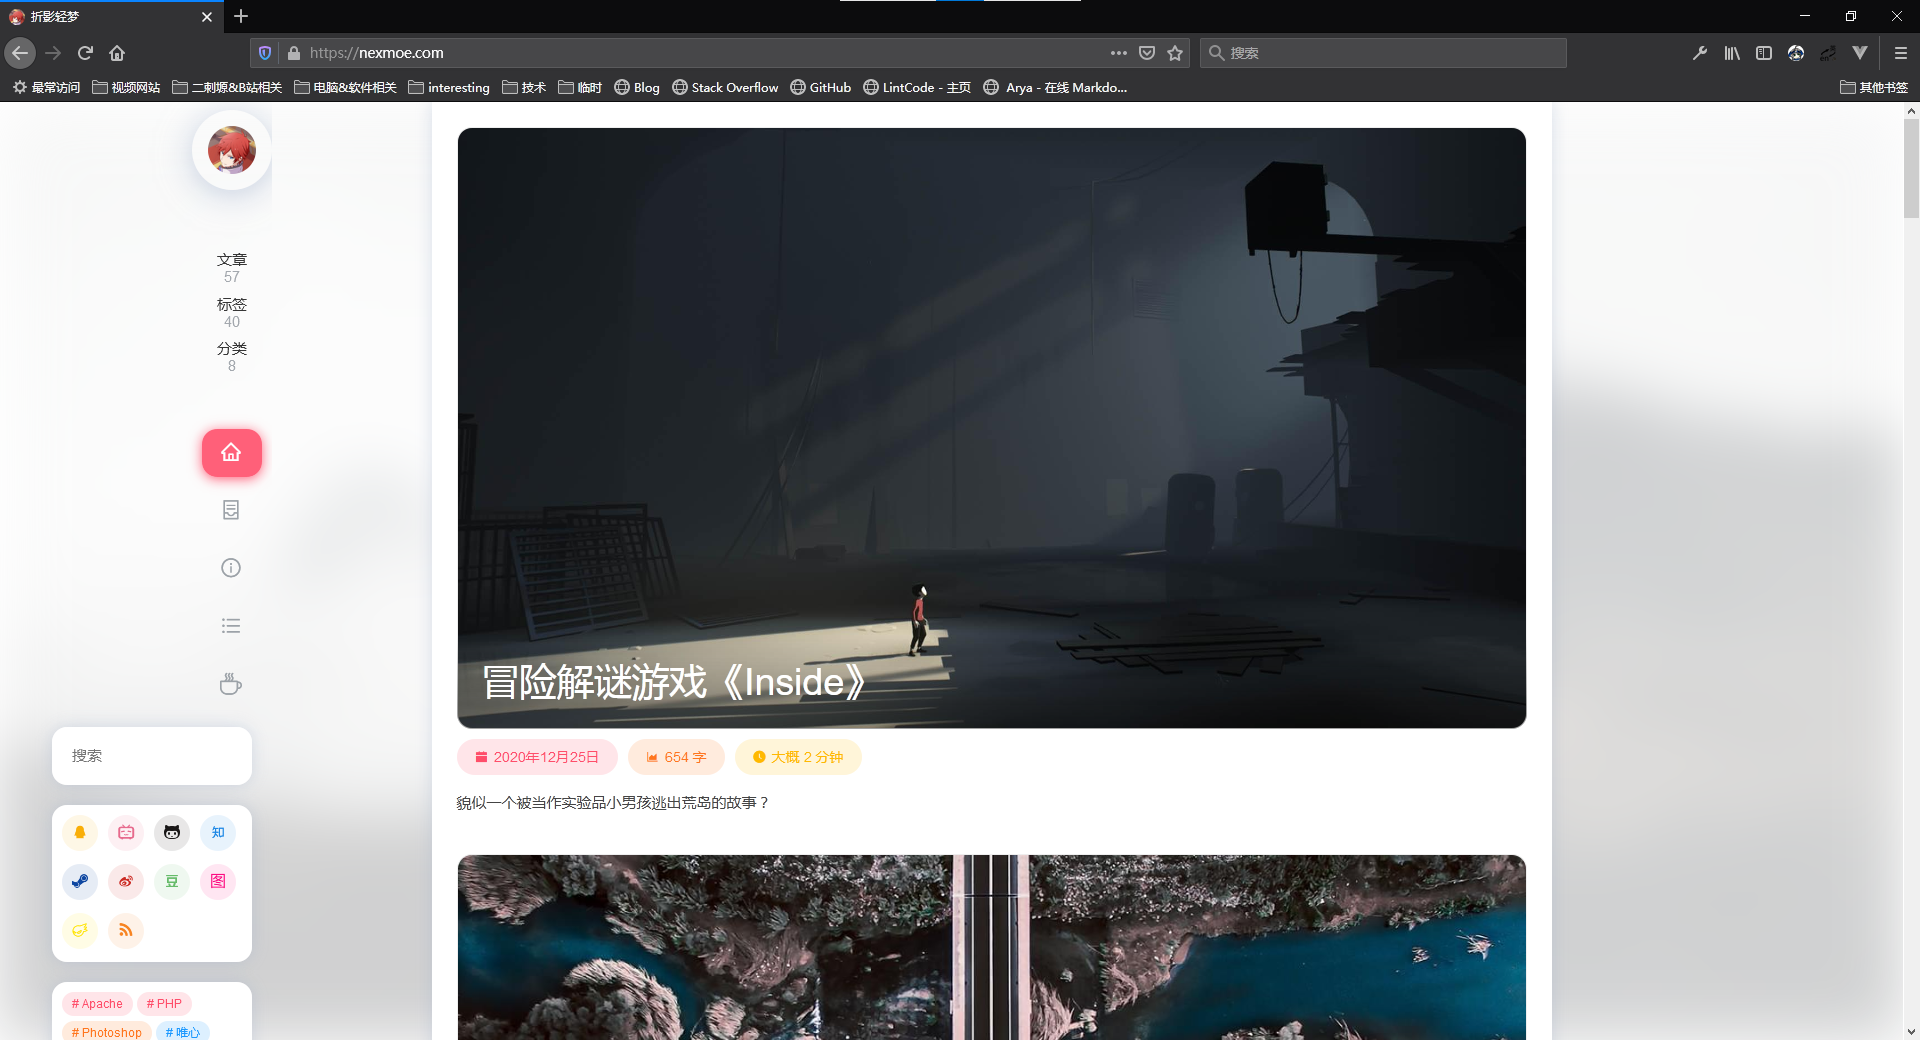 折影轻梦
https://nexmoe.com
搜索
最常访问 视频网站 二刺螈&B站相关 电脑&软件相关 interesting 技术 临时 Blog Stack Overflow GitHub LintCode - 主页 Arya - 在线 Markdo... 其他书签
文章
57
标签
40
分类
8
搜索
知
豆
图
# Apache # PHP
# Photoshop # 唯心
冒险解谜游戏《Inside》
2020年12月25日 654 字 大概 2 分钟
貌似一个被当作实验品小男孩逃出荒岛的故事？